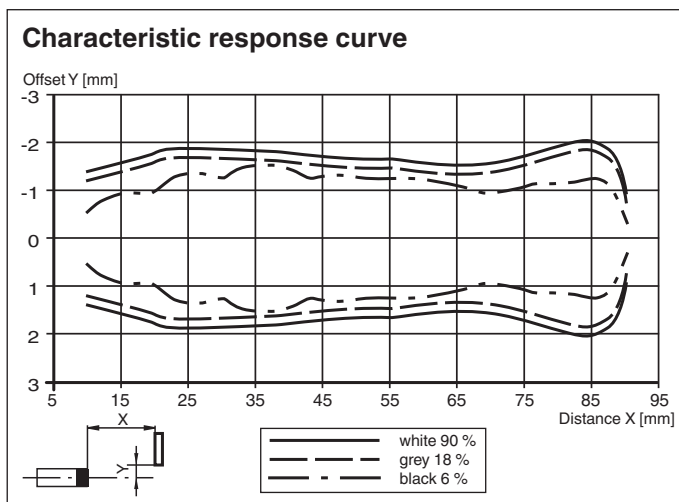 Characteristic response curve
Offset Y [mm]
-3
-2
-1
0
1
2
3
5 15 25 35 45 55 65 75 85 95
Distance X [mm]
X
Y
white 90 %
grey 18 %
black 6 %